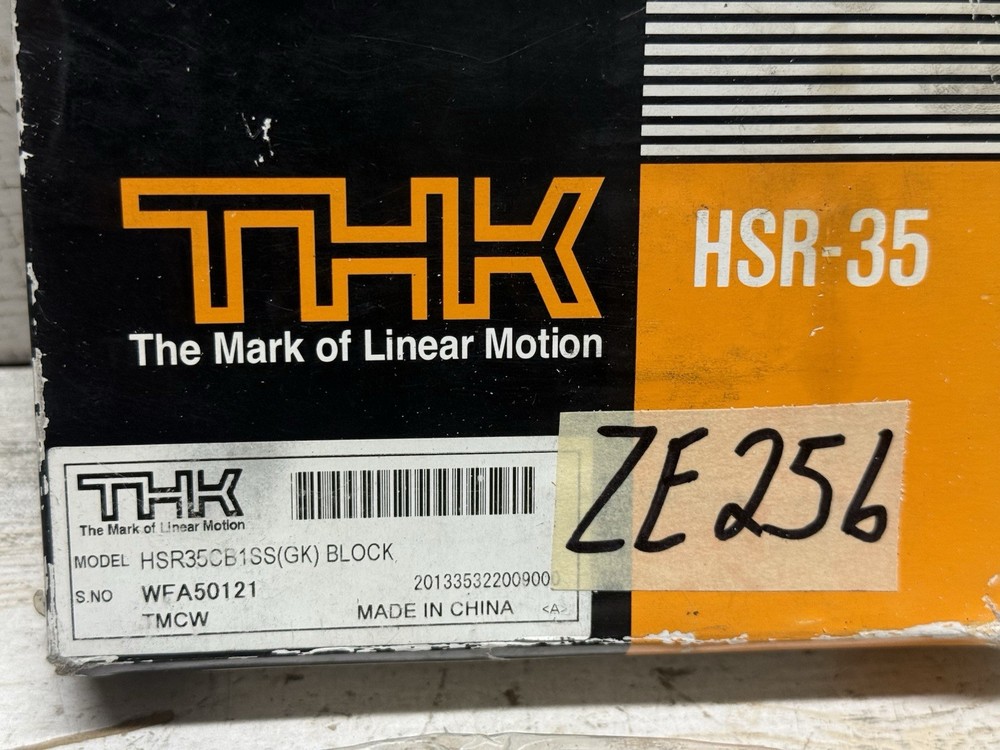 THK
The Mark of Linear Motion
HSR-35
ZE256
THK
The Mark of Linear Motion
MODEL HSR35CB1SS(GK) BLOCK
S.NO WFA50121
201335322009000
TMCW
MADE IN CHINA <A>